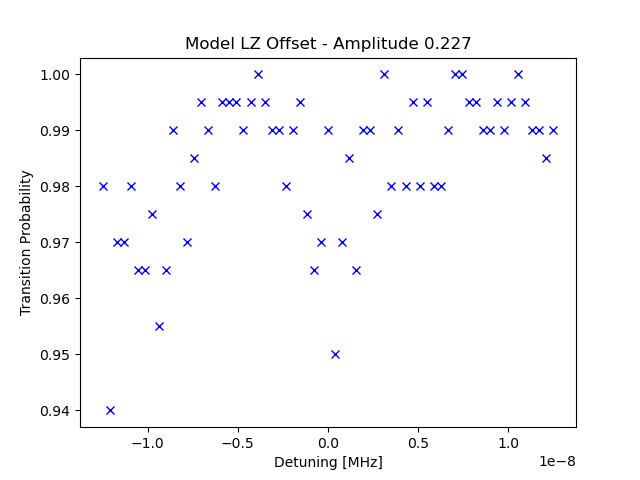 Model LZ Offset - Amplitude 0.227
Transition Probability
1.00
0.99
0.98
0.97
0.96
0.95
0.94
−1.0 −0.5 0.0 0.5 1.0
1e−8
Detuning [MHz]